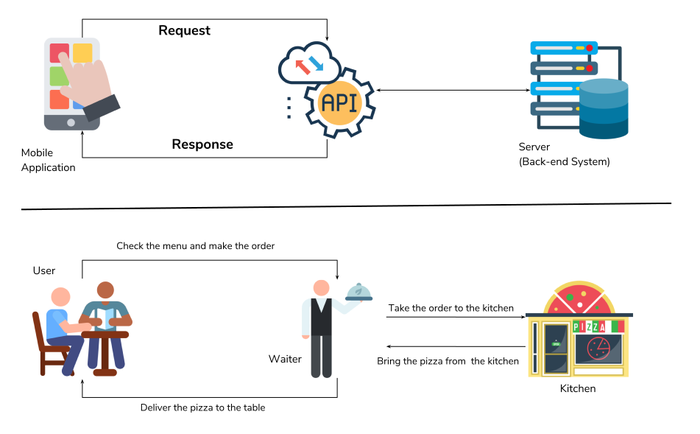 Request
API
Response
Mobile
Application
Server
(Back-end System)
Check the menu and make the order
User
Take the order to the kitchen
PIZZA
Waiter
Bring the pizza from the kitchen
Kitchen
Deliver the pizza to the table